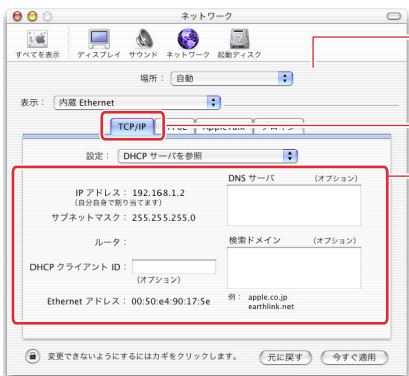 ネットワーク
すべてを表示 ディスプレイ サウンド ネットワーク 起動ディスク
場所： 自動
表示： 内蔵 Ethernet
TCP/IP AppleTalk
設定： DHCP サーバを参照
DNS サーバ （オプション）
IP アドレス： 192.168.1.2
（自分自身で割り当てます）
サブネットマスク： 255.255.255.0
ルータ：
検索ドメイン （オプション）
DHCP クライアント ID：
（オプション）
Ethernet アドレス： 00:50:e4:90:17:5e
例： apple.co.jp
earthlink.net
変更できないようにするにはカギをクリックします。 元に戻す 今すぐ適用